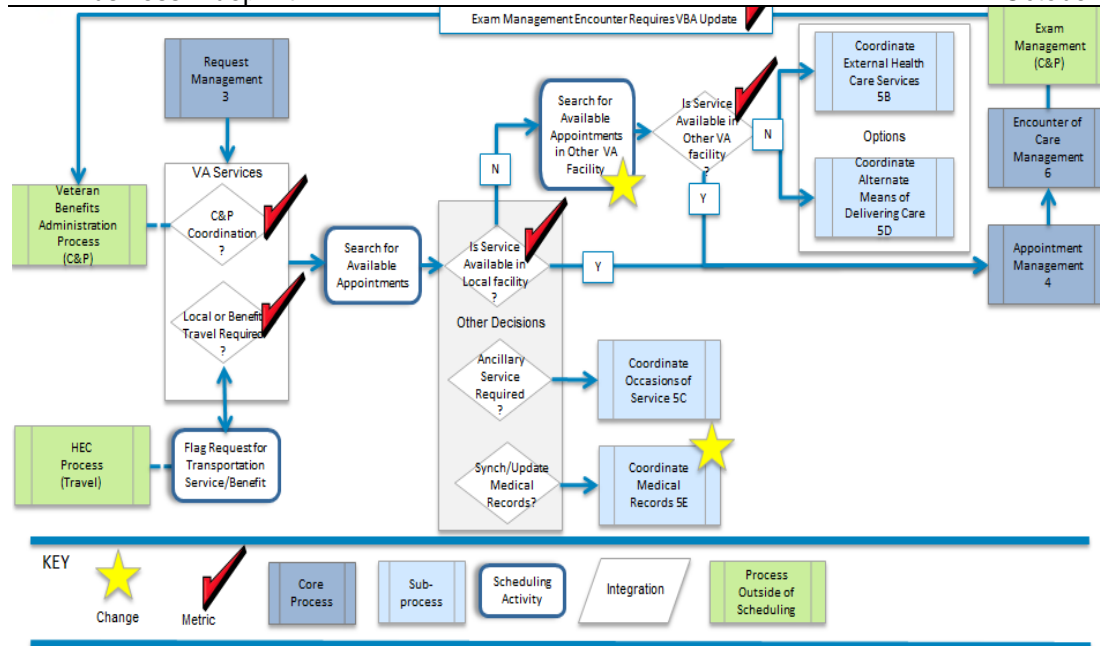 Exam Management Encounter Requires VBA Update
Request
Management
3
Coordinate
External Health
Care Services
5B
Exam
Management
(C&P)
Search for
Available
Appointments
in Other VA
Facility
Is Service
Available in
Other VA
facility
?
N
Options
Encounter of
Care
Management
6
VA Services
N
Veteran
Benefits
Administration
Process
(C&P)
C&P
Coordination
?
Y
Coordinate
Alternate
Means of
Delivering Care
5D
Search for
Available
Appointments
Is Service
Available in
Local facility
?
Y
Appointment
Management
4
Local or Benefit
Travel Required
?
Other Decisions
Ancillary
Service
Required
?
Coordinate
Occasions of
Service 5C
HEC
Process
(Travel)
Flag Request for
Transportation
Service/Benefit
Synch/Update
Medical
Records?
Coordinate
Medical
Records 5E
KEY
Change
Metric
Core
Process
Sub-
process
Scheduling
Activity
Integration
Process
Outside of
Scheduling